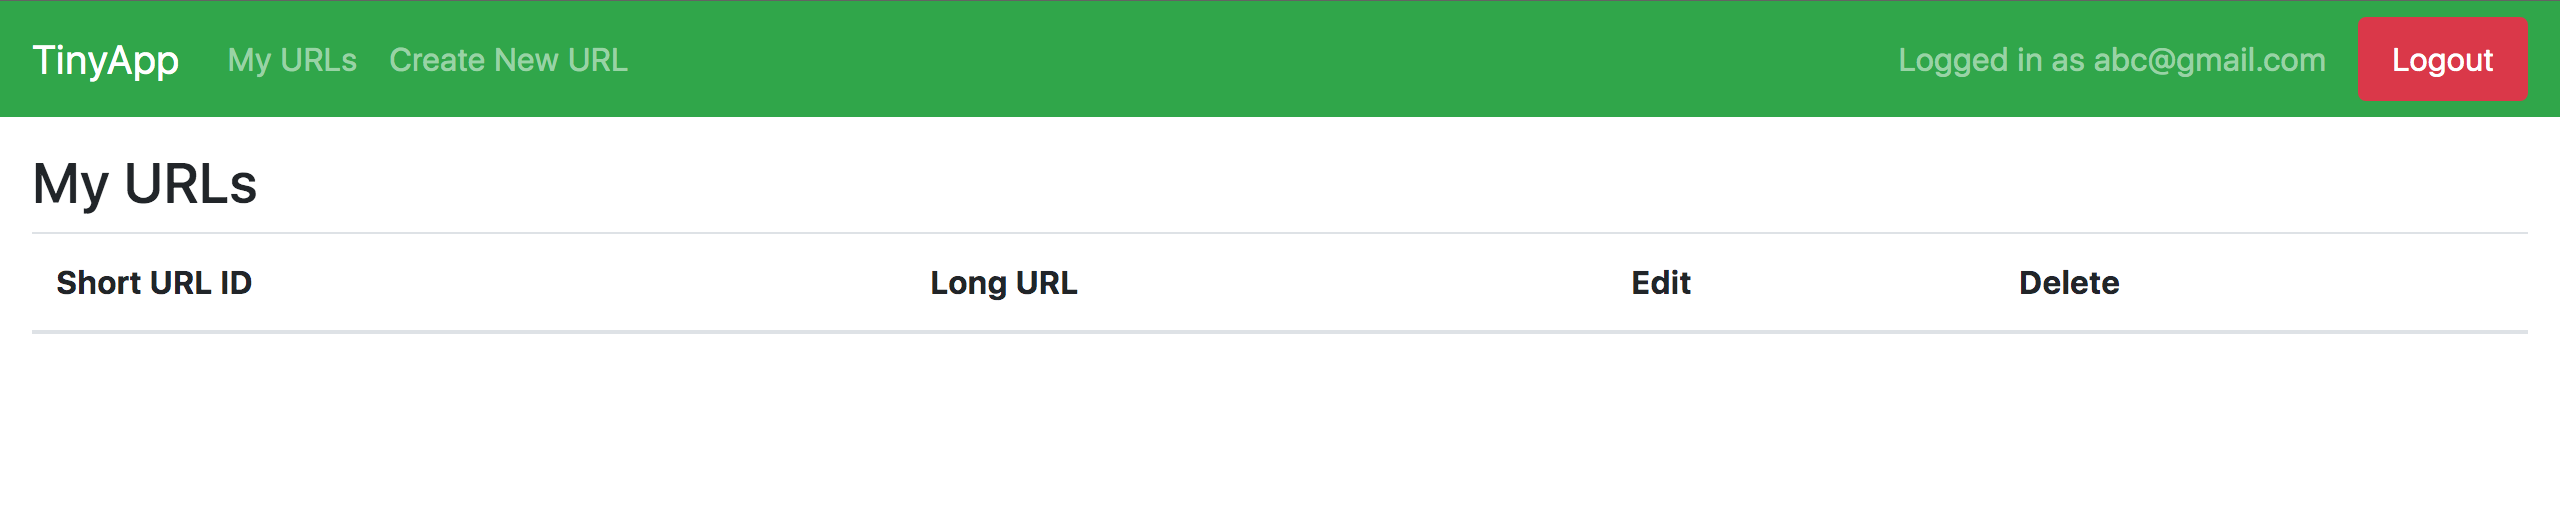 TinyApp My URLs Create New URL Logged in as abc@gmail.com Logout
My URLs
Short URL ID Long URL Edit Delete